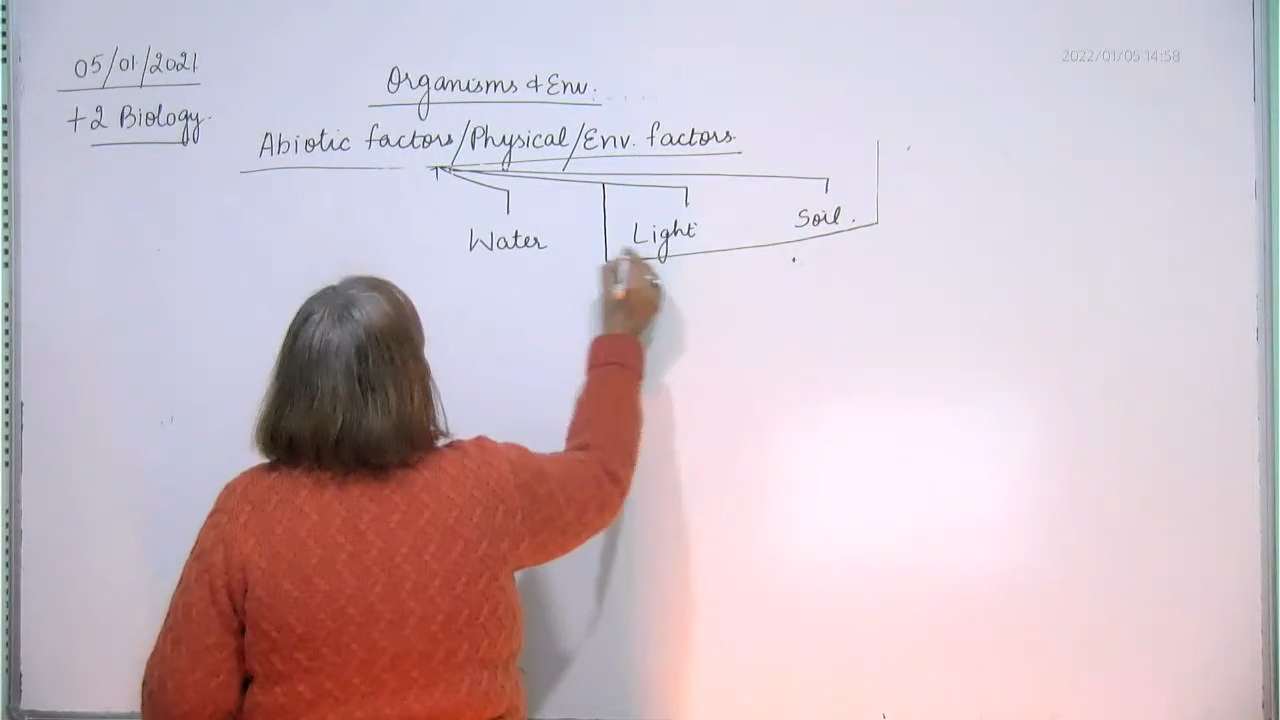 05/01/2021
2022/01/05 14:58
Organisms & Env.
+2 Biology.
Abiotic factors/Physical/Env. factors.
Water Light Soil.